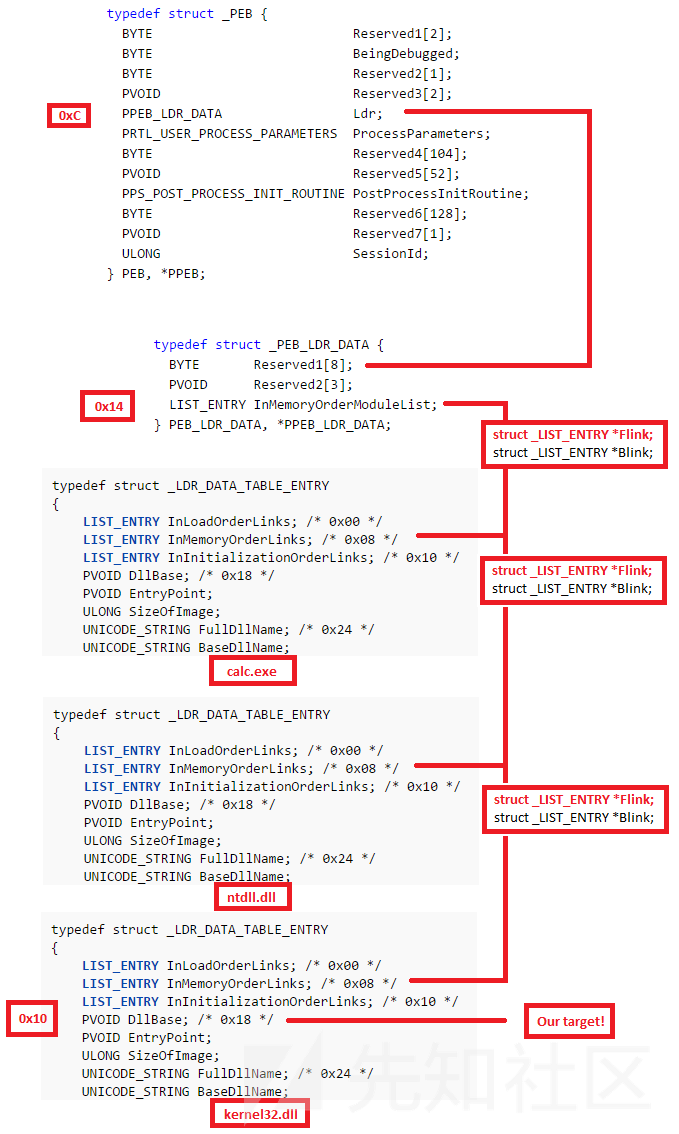 typedef struct _PEB {
BYTE Reserved1[2];
BYTE BeingDebugged;
BYTE Reserved2[1];
PVOID Reserved3[2];
0xC PPEB_LDR_DATA Ldr;
PRTL_USER_PROCESS_PARAMETERS ProcessParameters;
BYTE Reserved4[104];
PVOID Reserved5[52];
PPS_POST_PROCESS_INIT_ROUTINE PostProcessInitRoutine;
BYTE Reserved6[128];
PVOID Reserved7[1];
ULONG SessionId;
} PEB, *PPEB;
typedef struct _PEB_LDR_DATA {
BYTE Reserved1[8];
PVOID Reserved2[3];
0x14 LIST_ENTRY InMemoryOrderModuleList;
} PEB_LDR_DATA, *PPEB_LDR_DATA;
struct _LIST_ENTRY *Flink;
struct _LIST_ENTRY *Blink;
typedef struct _LDR_DATA_TABLE_ENTRY
{
LIST_ENTRY InLoadOrderLinks; /* 0x00 */
LIST_ENTRY InMemoryOrderLinks; /* 0x08 */
LIST_ENTRY InInitializationOrderLinks; /* 0x10 */
PVOID DllBase; /* 0x18 */
PVOID EntryPoint;
ULONG SizeOfImage;
UNICODE_STRING FullDllName; /* 0x24 */
UNICODE_STRING BaseDllName;
calc.exe
struct _LIST_ENTRY *Flink;
struct _LIST_ENTRY *Blink;
typedef struct _LDR_DATA_TABLE_ENTRY
{
LIST_ENTRY InLoadOrderLinks; /* 0x00 */
LIST_ENTRY InMemoryOrderLinks; /* 0x08 */
LIST_ENTRY InInitializationOrderLinks; /* 0x10 */
PVOID DllBase; /* 0x18 */
PVOID EntryPoint;
ULONG SizeOfImage;
UNICODE_STRING FullDllName; /* 0x24 */
UNICODE_STRING BaseDllName;
ntdll.dll
struct _LIST_ENTRY *Flink;
struct _LIST_ENTRY *Blink;
typedef struct _LDR_DATA_TABLE_ENTRY
{
LIST_ENTRY InLoadOrderLinks; /* 0x00 */
LIST_ENTRY InMemoryOrderLinks; /* 0x08 */
LIST_ENTRY InInitializationOrderLinks; /* 0x10 */
0x10 PVOID DllBase; /* 0x18 */ Our target!
PVOID EntryPoint;
ULONG SizeOfImage;
UNICODE_STRING FullDllName; /* 0x24 */
UNICODE_STRING BaseDllName;
kernel32.dll
先知社区